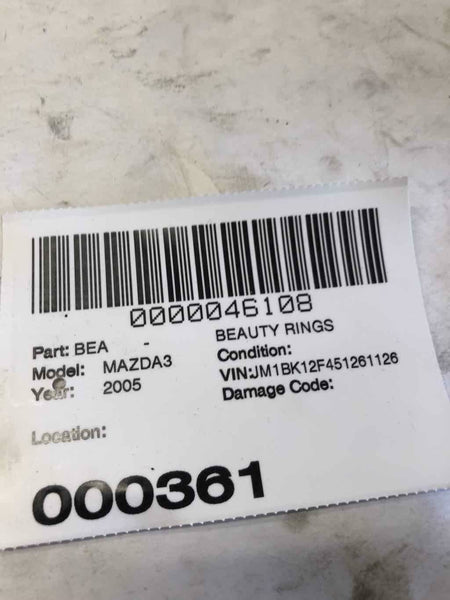 0000046108
Part: BEA - BEAUTY RINGS
Model: MAZDA3 Condition:
Year: 2005 VIN:JM1BK12F451261126
Damage Code:
Location:
000361